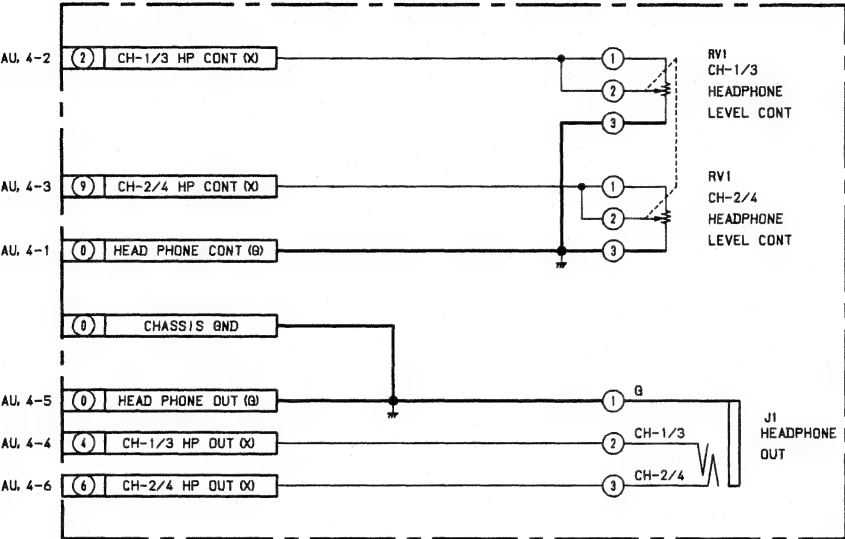 AU, 4-2 2 CH-1/3 HP CONT (X) 1
RV1
CH-1/3
HEADPHONE
LEVEL CONT
2
3
AU, 4-3 9 CH-2/4 HP CONT (X) 1
RV1
CH-2/4
HEADPHONE
LEVEL CONT
2
AU, 4-1 0 HEAD PHONE CONT (G) 3
0 CHASSIS GND
AU, 4-5 0 HEAD PHONE OUT (G) 1 G
AU, 4-4 4 CH-1/3 HP OUT (X) 2 CH-1/3
AU, 4-6 6 CH-2/4 HP OUT (X) 3 CH-2/4
J1
HEADPHONE
OUT